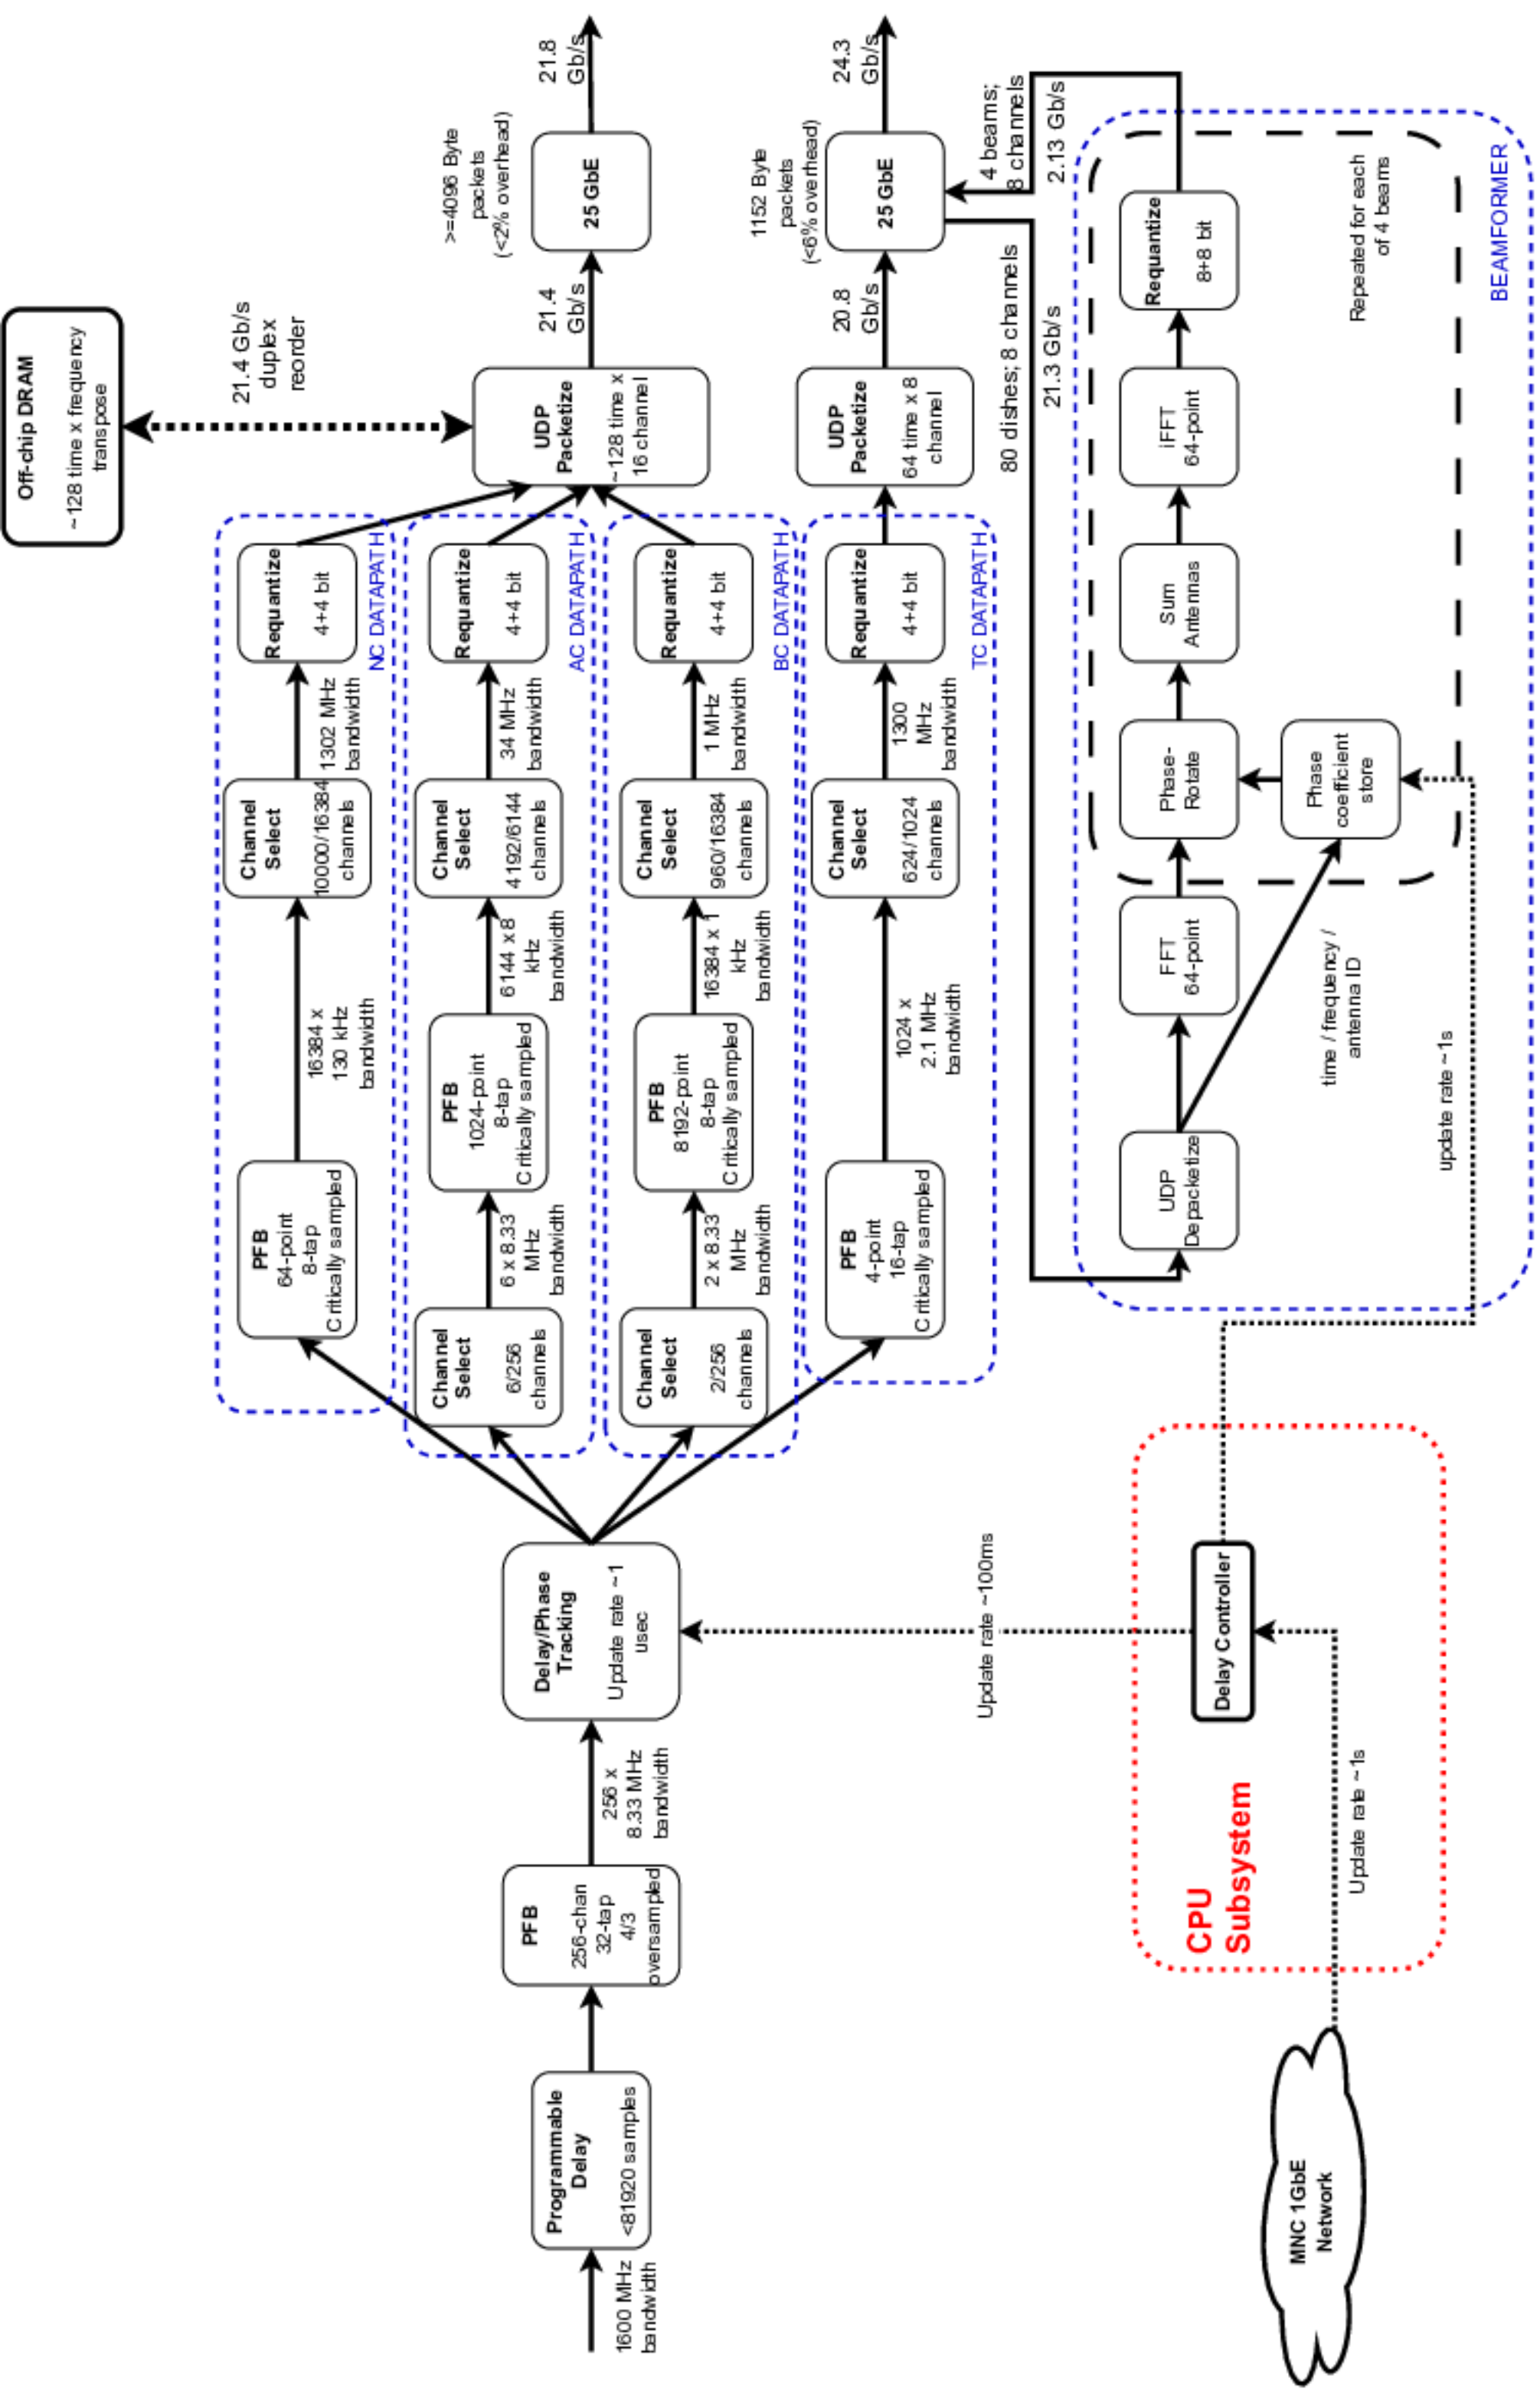 1600 MHz
bandwidth
Programmable
Delay
<81920 samples
PFB
256-chan
32-tap
4/3
oversampled
256 x
8.33 MHz
bandwidth
Delay/Phase
Tracking
Update rate ~1
usec
PFB
64-point
8-tap
Critically sampled
16384 x
130 kHz
bandwidth
Channel
Select
10000/16384
channels
1302 MHz
bandwidth
Requantize
4+4 bit
NC DATAPATH
Channel
Select
6/256
channels
6 x 8.33
MHz
bandwidth
PFB
1024-point
8-tap
Critically sampled
6144 x 8
kHz
bandwidth
Channel
Select
4192/6144
channels
34 MHz
bandwidth
Requantize
4+4 bit
AC DATAPATH
Channel
Select
2/256
channels
2 x 8.33
MHz
bandwidth
PFB
8192-point
8-tap
Critically sampled
16384 x 1
kHz
bandwidth
Channel
Select
960/16384
channels
1 MHz
bandwidth
Requantize
4+4 bit
BC DATAPATH
PFB
4-point
16-tap
Critically sampled
1024 x
2.1 MHz
bandwidth
Channel
Select
624/1024
channels
1300
MHz
bandwidth
Requantize
4+4 bit
TC DATAPATH
Off-chip DRAM
~128 time x frequency
transpose
21.4 Gb/s
duplex
reorder
UDP
Packetize
~128 time x
16 channel
21.4
Gb/s
>=4096 Byte
packets
(<2% overhead)
25 GbE
21.8
Gb/s
UDP
Packetize
64 time x 8
channel
20.8
Gb/s
1152 Byte
packets
(<6% overhead)
25 GbE
24.3
Gb/s
4 beams;
8 channels
2.13 Gb/s
80 dishes; 8 channels
21.3 Gb/s
UDP
Depacketize
FFT
64-point
Phase-
Rotate
Sum
Antennas
iFFT
64-point
Requantize
8+8 bit
Phase
coefficient
store
time / frequency /
antenna ID
Repeated for each
of 4 beams
BEAMFORMER
update rate ~1s
Update rate ~100ms
Delay Controller
CPU
Subsystem
Update rate ~1s
MNC 1GbE
Network